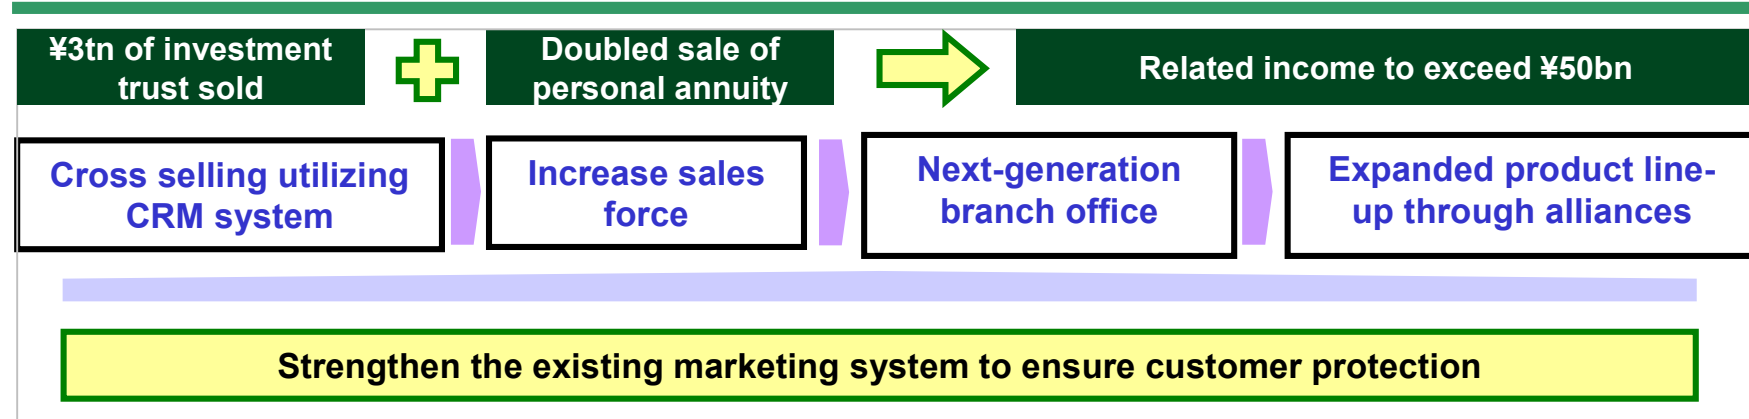 ¥3tn of investment
trust sold
Doubled sale of
personal annuity
Related income to exceed ¥50bn
Cross selling utilizing
CRM system
Increase sales
force
Next-generation
branch office
Expanded product line-
up through alliances
Strengthen the existing marketing system to ensure customer protection